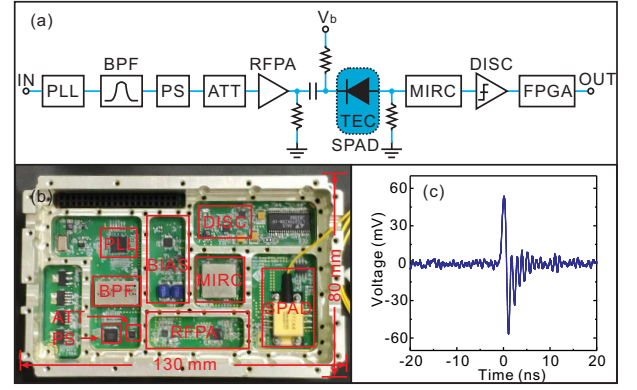 (a)
V_b
BPF
RFPA
DISC
IN
PLL
PS
ATT
TEC
SPAD
MIRC
FPGA
OUT
(b)
PLL
BIAS
DISC
MIRC
BPF
SPAD
ATT
PS
RFPA
130 mm
80 mm
(c)
Voltage (mV)
60
30
0
-30
-60
-20
-10
0
10
20
Time (ns)